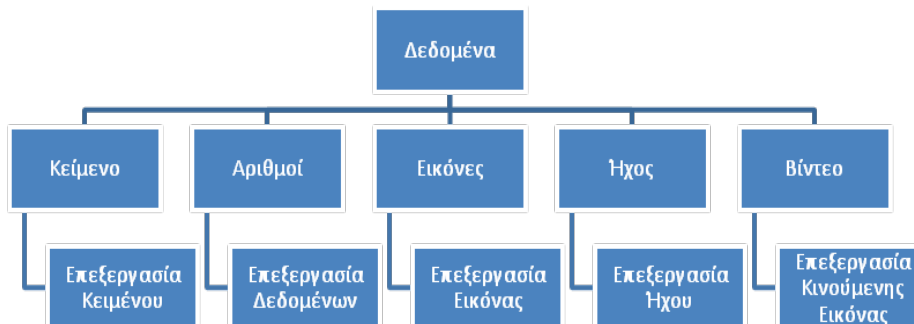 Δεδομένα
Κείμενο
Αριθμοί
Εικόνες
Ήχος
Βίντεο
Επεξεργασία
Κειμένου
Επεξεργασία
Δεδομένων
Επεξεργασία
Εικόνας
Επεξεργασία
Ήχου
Επεξεργασία
Κινούμενης
Εικόνας